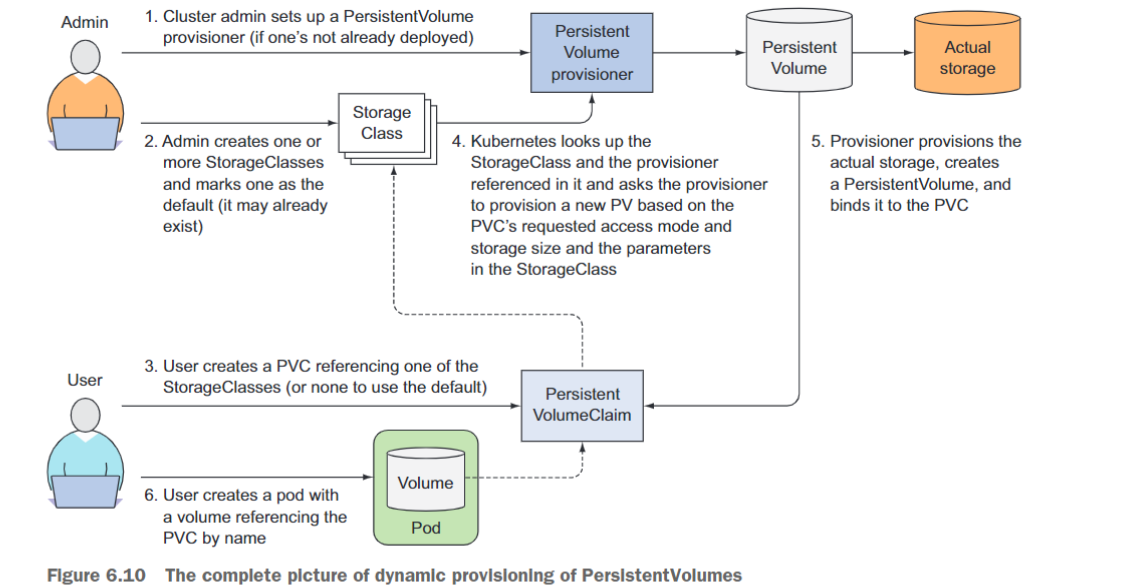 Admin
1. Cluster admin sets up a PersistentVolume
provisioner (if one's not already deployed)
Persistent
Volume
provisioner
Persistent
Volume
Actual
storage
Storage
Class
2. Admin creates one or
more StorageClasses
and marks one as the
default (it may already
exist)
4. Kubernetes looks up the
StorageClass and the provisioner
referenced in it and asks the provisioner
to provision a new PV based on the
PVC's requested access mode and
storage size and the parameters
in the StorageClass
5. Provisioner provisions the
actual storage, creates
a PersistentVolume, and
binds it to the PVC
User
3. User creates a PVC referencing one of the
StorageClasses (or none to use the default)
Persistent
VolumeClaim
6. User creates a pod with
a volume referencing the
PVC by name
Volume
Pod
Figure 6.10 The complete picture of dynamic provisioning of PersistentVolumes